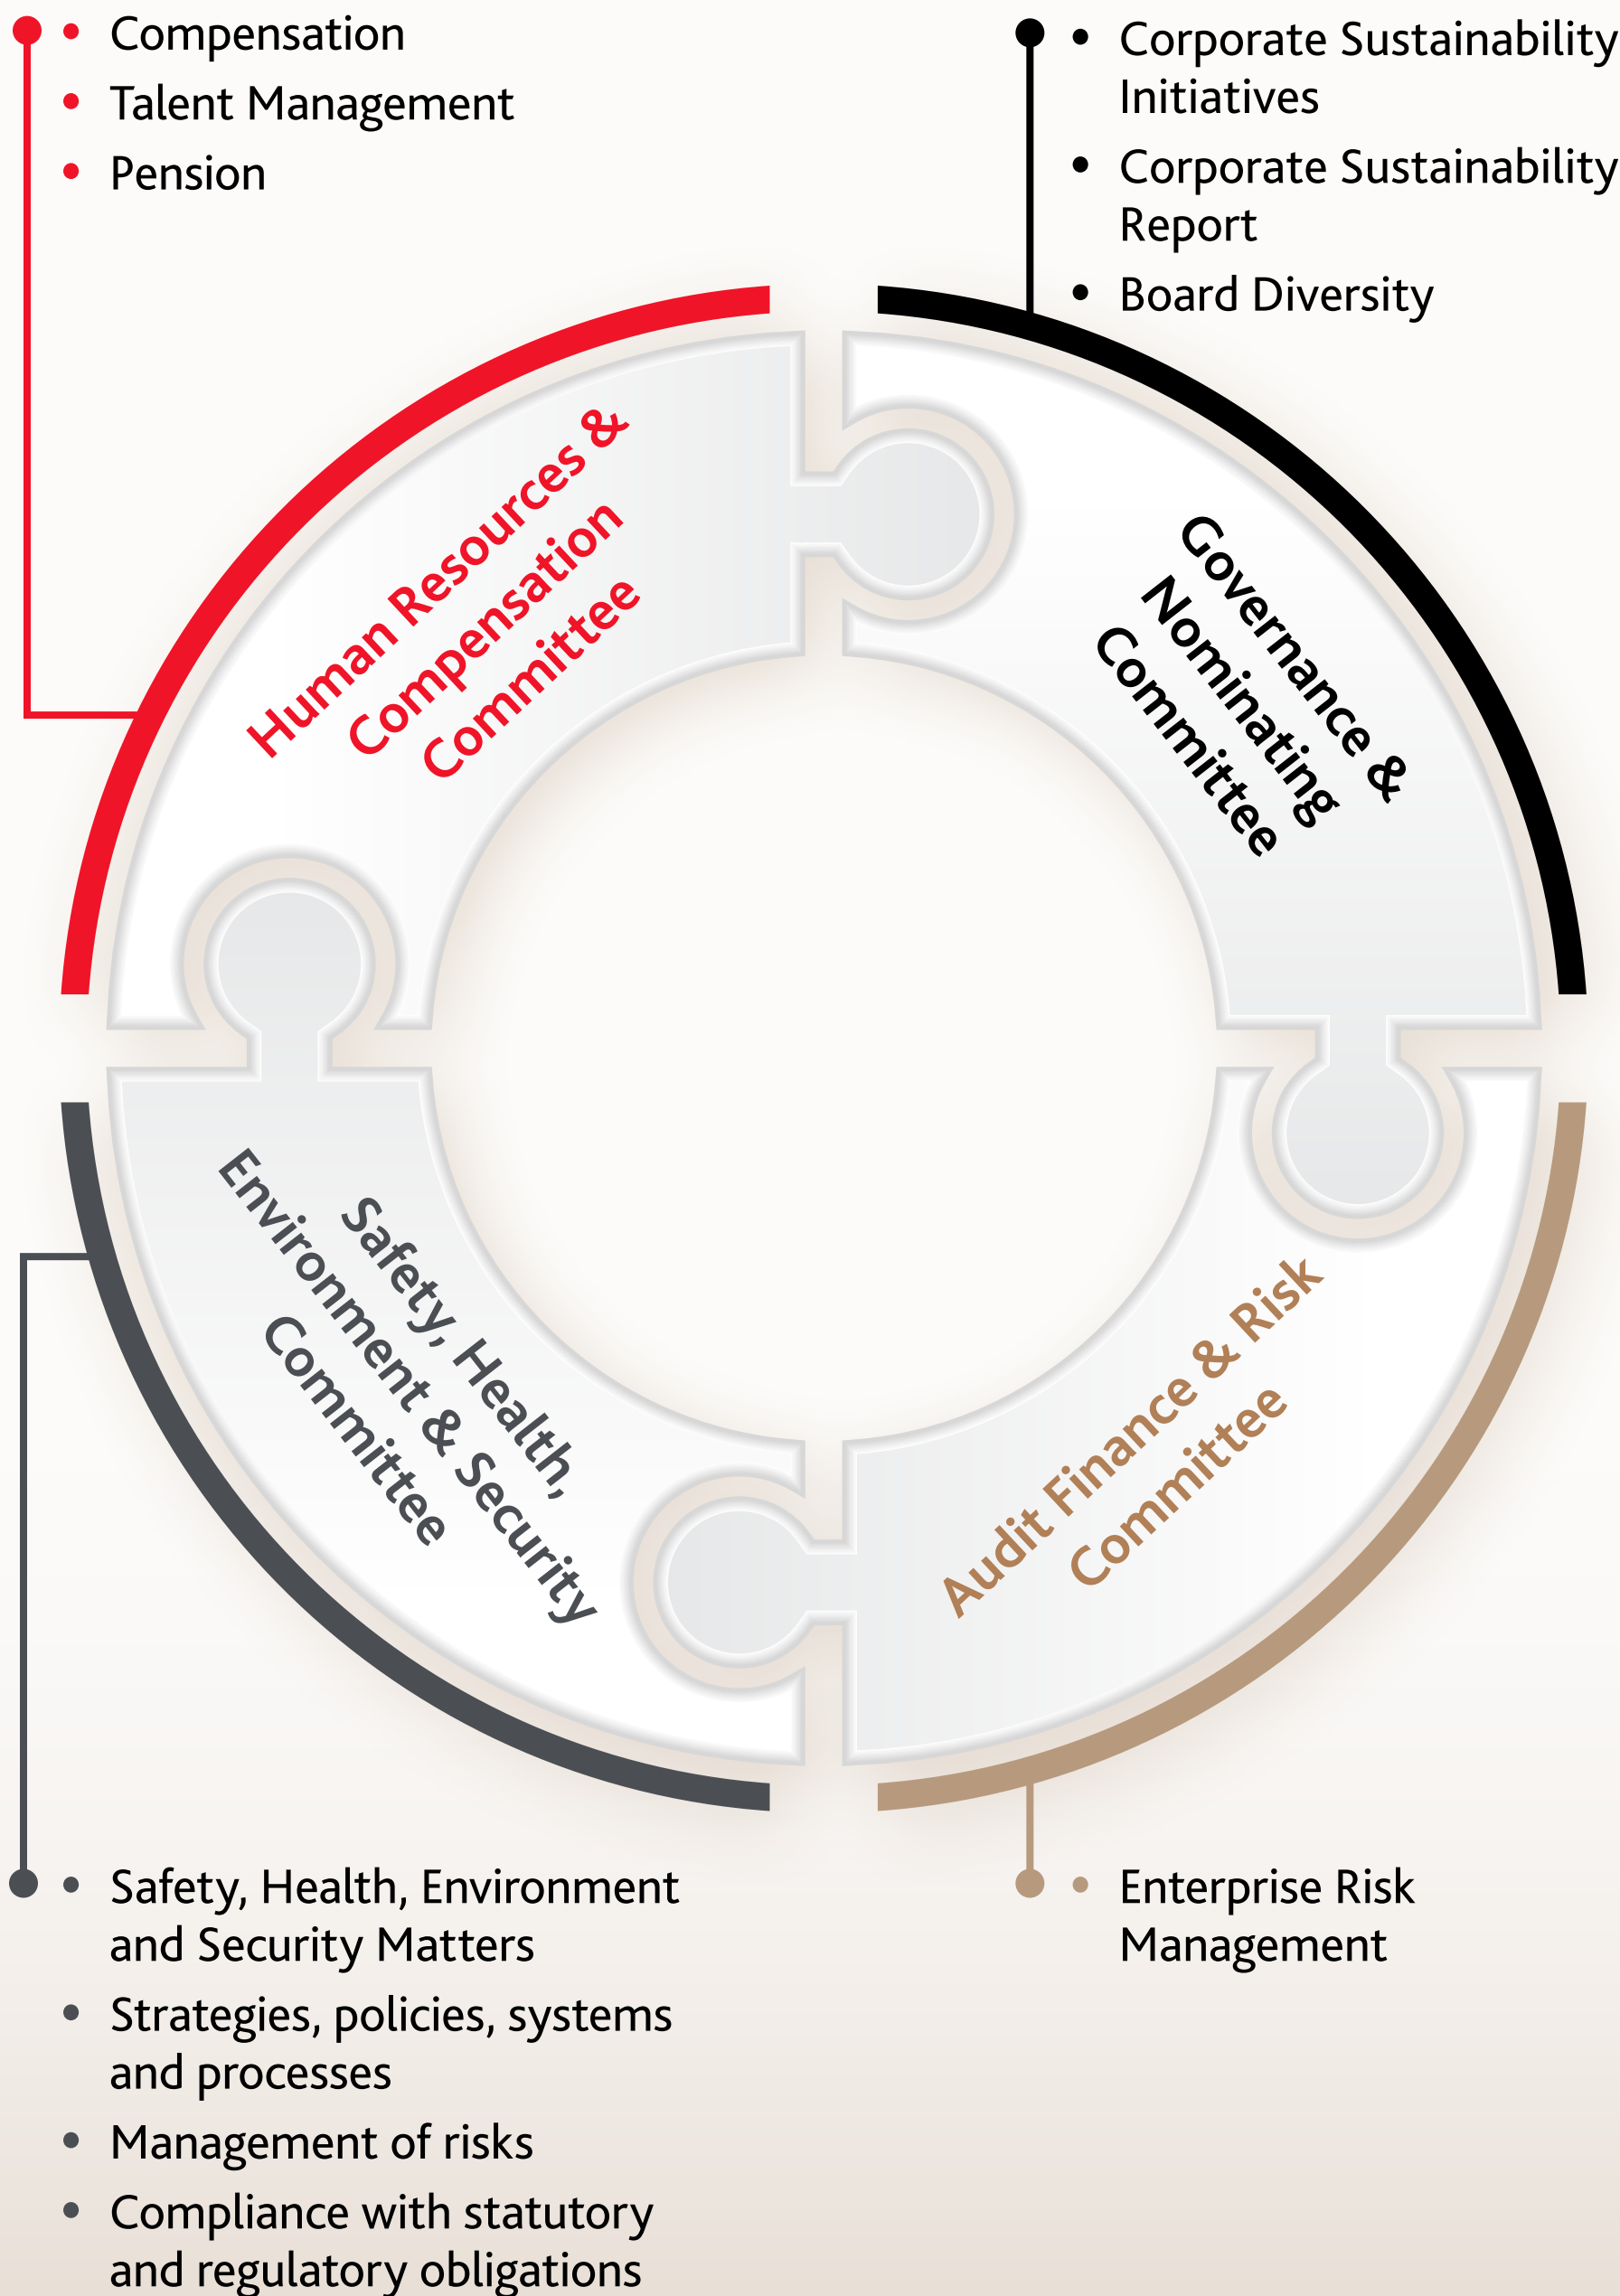 Compensation
Talent Management
Pension
Corporate Sustainability
Initiatives
Corporate Sustainability
Report
Board Diversity
Human Resources &
Compensation
Committee
Governance &
Nominating
Committee
Safety, Health,
Environment & Security
Committee
Audit Finance & Risk
Committee
Safety, Health, Environment
and Security Matters
Strategies, policies, systems
and processes
Management of risks
Compliance with statutory
and regulatory obligations
Enterprise Risk
Management